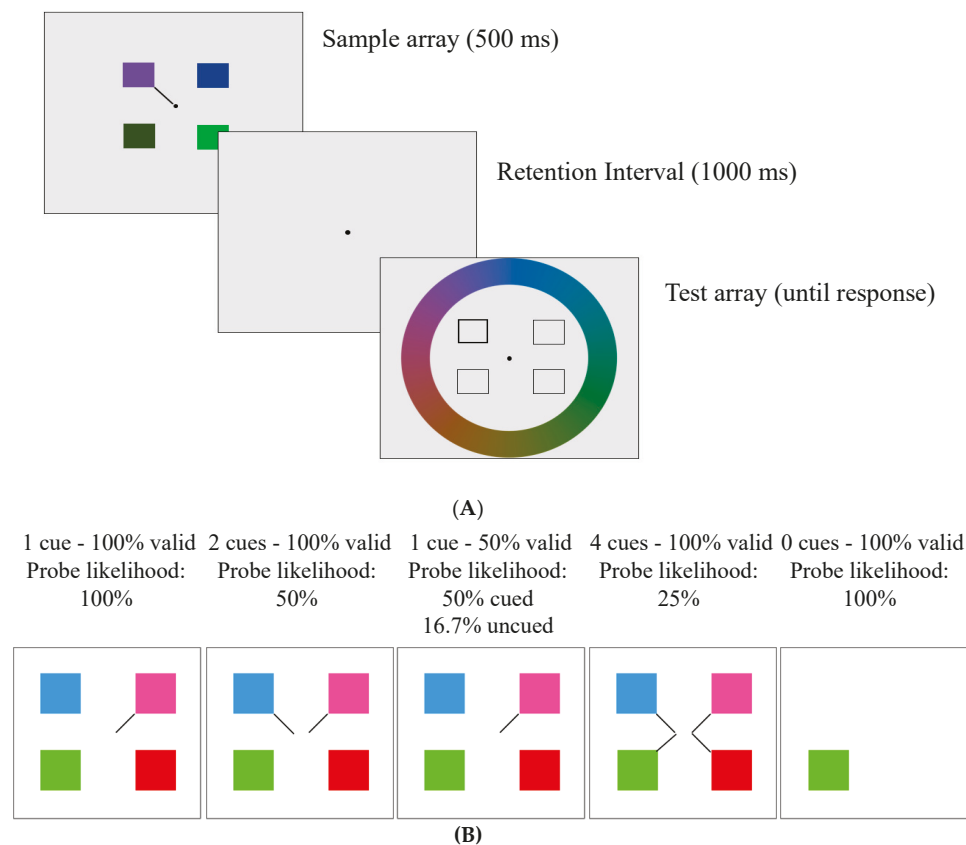 Sample array (500 ms)
Retention Interval (1000 ms)
Test array (until response)
(A)
1 cue - 100% valid
Probe likelihood:
100%
2 cues - 100% valid
Probe likelihood:
50%
1 cue - 50% valid
Probe likelihood:
50% cued
16.7% uncued
4 cues - 100% valid
Probe likelihood:
25%
0 cues - 100% valid
Probe likelihood:
100%
(B)